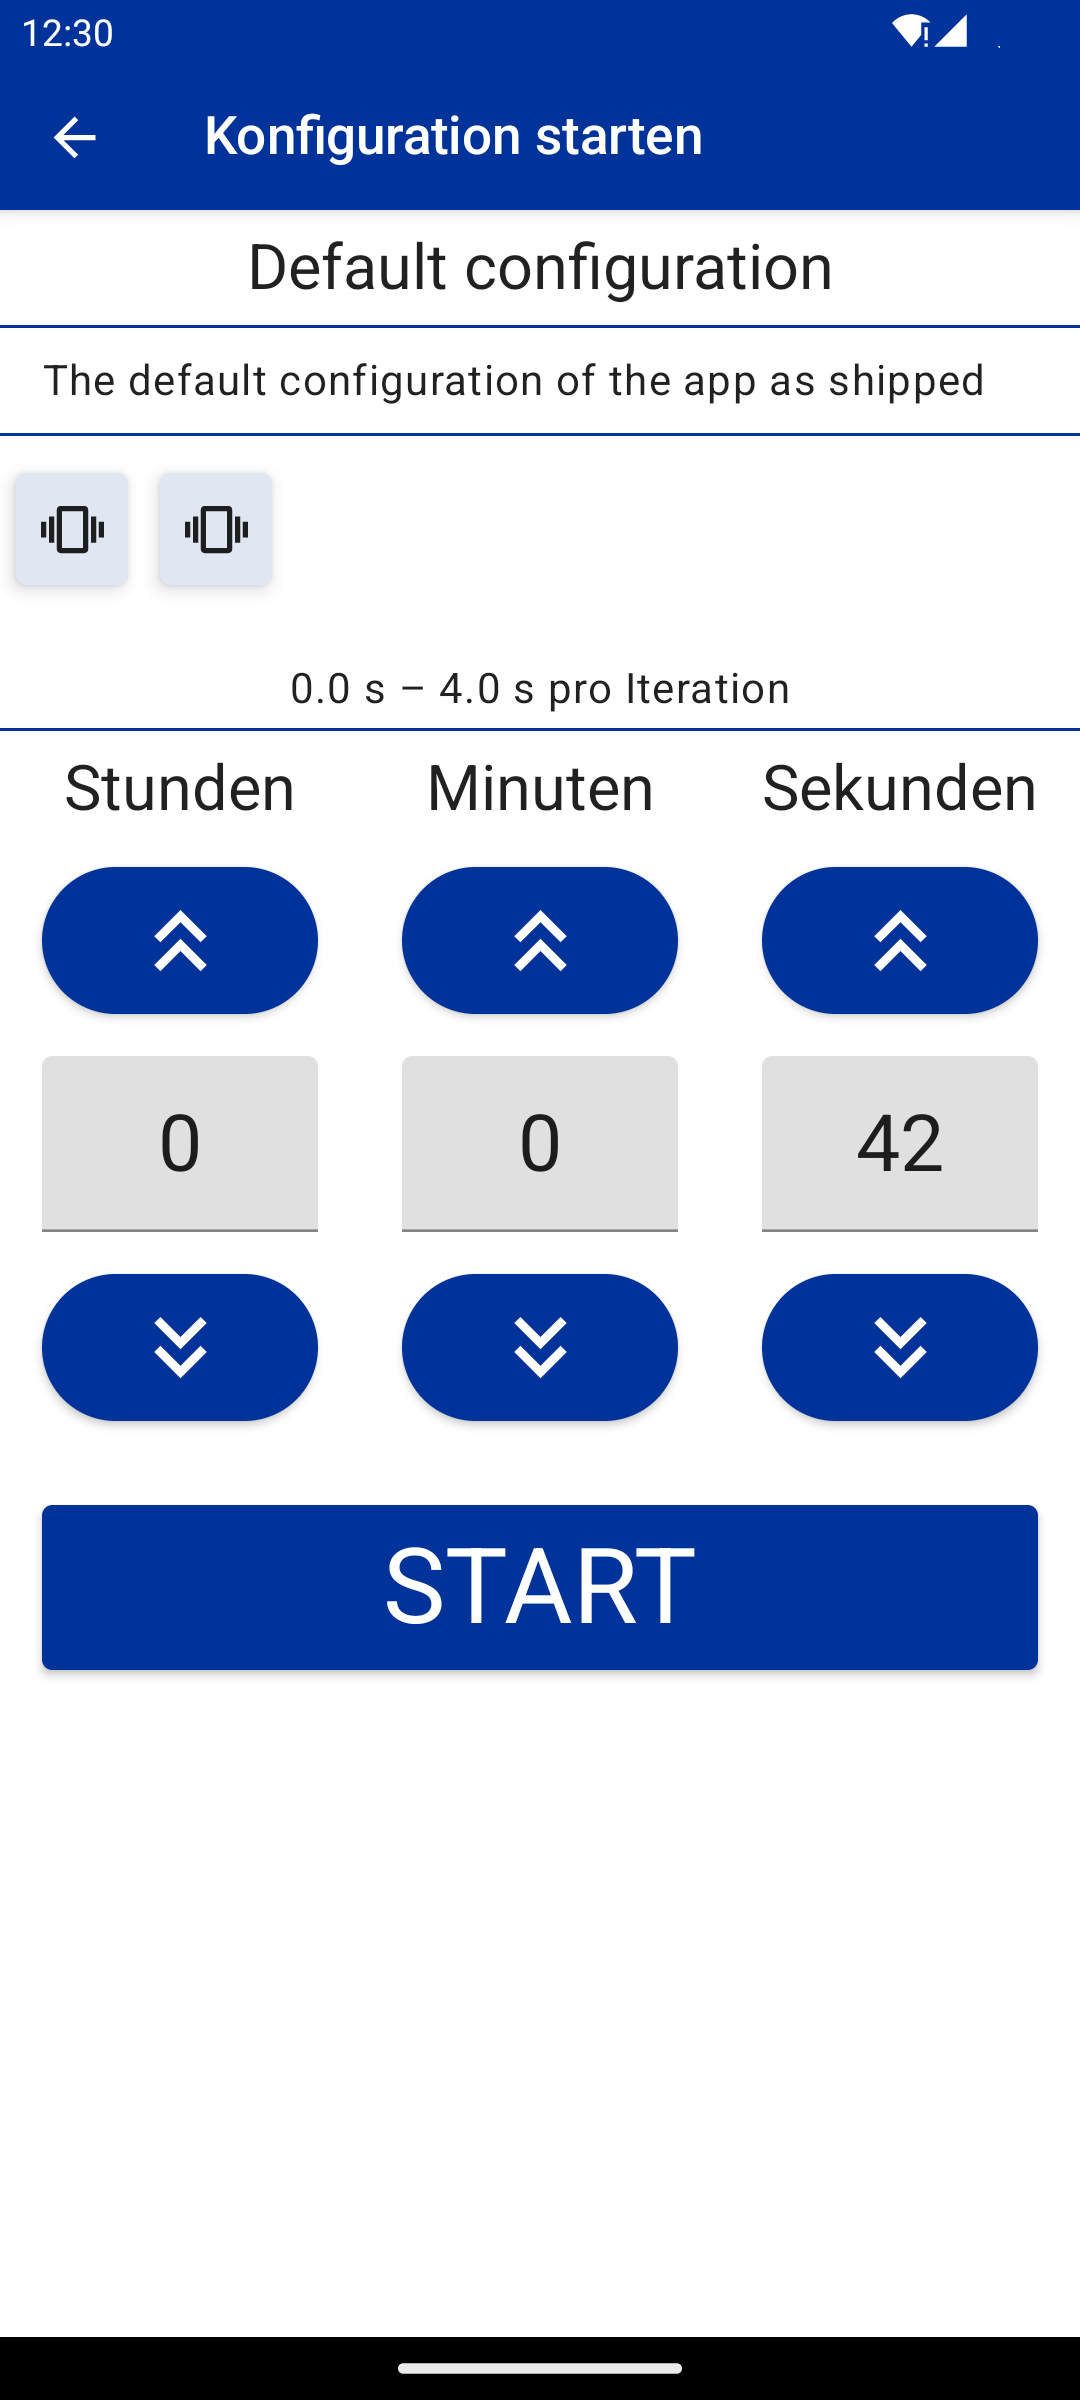 12:30
Konfiguration starten
Default configuration
The default configuration of the app as shipped
0.0 s – 4.0 s pro Iteration
Stunden Minuten Sekunden
0 0 42
START